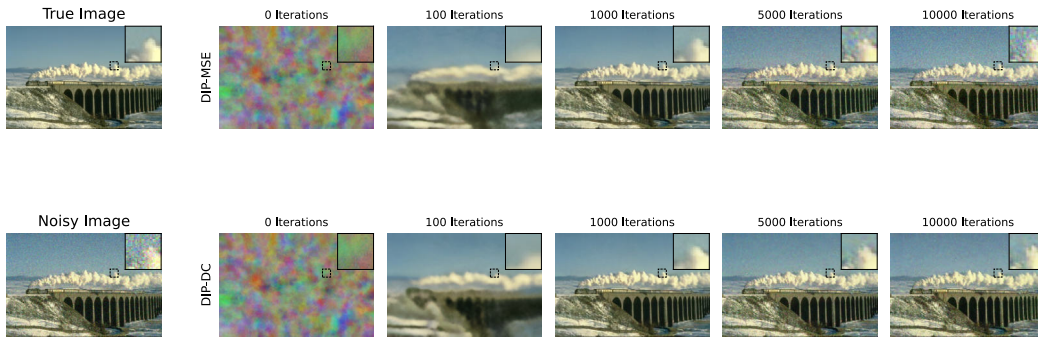 True Image
0 Iterations
100 Iterations
1000 Iterations
5000 Iterations
10000 Iterations
DIP-MSE
Noisy Image
0 Iterations
100 Iterations
1000 Iterations
5000 Iterations
10000 Iterations
DIP-DC